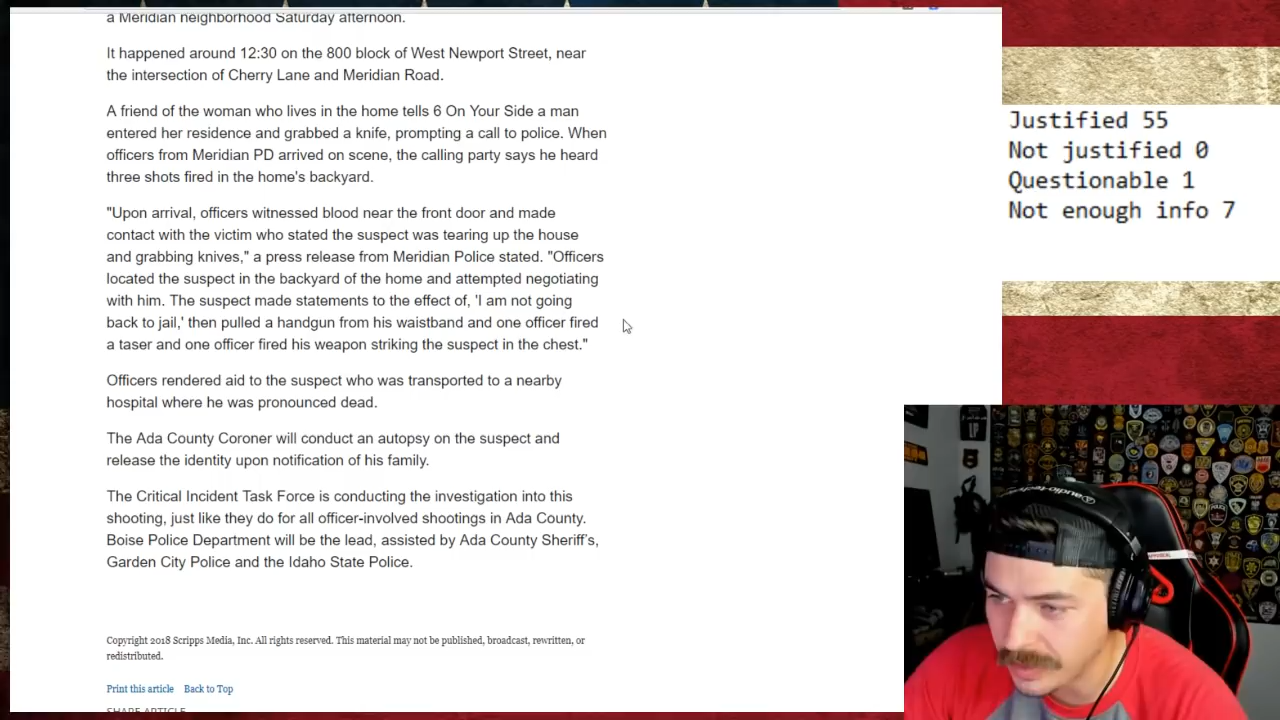 a Meridian neighborhood Saturday afternoon.
It happened around 12:30 on the 800 block of West Newport Street, near
the intersection of Cherry Lane and Meridian Road.
A friend of the woman who lives in the home tells 6 On Your Side a man
entered her residence and grabbed a knife, prompting a call to police. When
officers from Meridian PD arrived on scene, the calling party says he heard
three shots fired in the home's backyard.
"Upon arrival, officers witnessed blood near the front door and made
contact with the victim who stated the suspect was tearing up the house
and grabbing knives," a press release from Meridian Police stated. "Officers
located the suspect in the backyard of the home and attempted negotiating
with him. The suspect made statements to the effect of, 'I am not going
back to jail,' then pulled a handgun from his waistband and one officer fired
a taser and one officer fired his weapon striking the suspect in the chest."
Officers rendered aid to the suspect who was transported to a nearby
hospital where he was pronounced dead.
The Ada County Coroner will conduct an autopsy on the suspect and
release the identity upon notification of his family.
The Critical Incident Task Force is conducting the investigation into this
shooting, just like they do for all officer-involved shootings in Ada County.
Boise Police Department will be the lead, assisted by Ada County Sheriff's,
Garden City Police and the Idaho State Police.
Copyright 2018 Scripps Media, Inc. All rights reserved. This material may not be published, broadcast, rewritten, or
redistributed.
Print this article Back to Top
SHARE ARTICLE
Justified 55
Not justified 0
Questionable 1
Not enough info 7
audio-technica